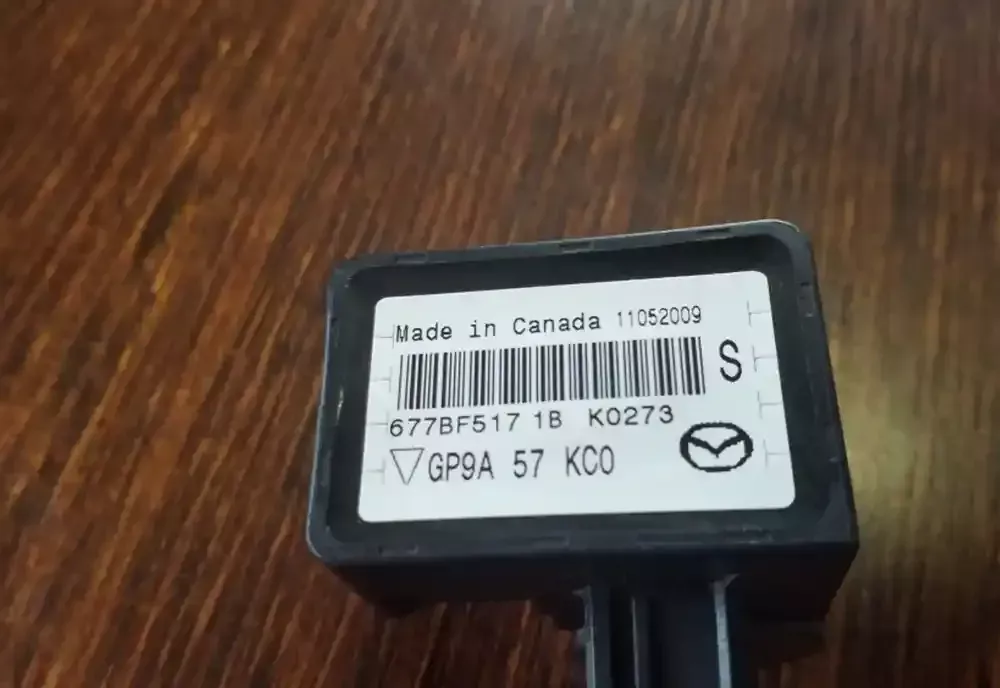 Made in Canada 11052009
S
677BF517 1B K0273
GP9A 57 KC0